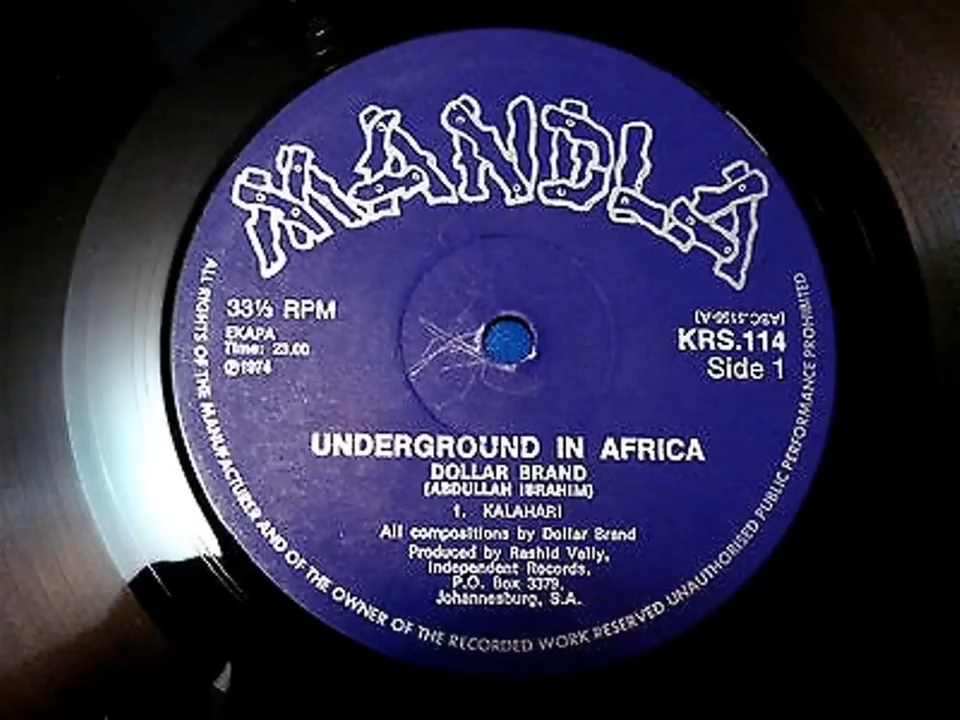 MANDLA
33⅓ RPM
EKAPA
Time: 23.00
℗1974
KRS.114
Side 1
UNDERGROUND IN AFRICA
DOLLAR BRAND
(ABDULLAH IBRAHIM)
1. KALAHARI
All compositions by Dollar Brand
Produced by Rashid Vally,
Independent Records,
P.O. Box 3379,
Johannesburg, S.A.
ALL RIGHTS OF THE MANUFACTURER AND OF THE OWNER OF THE RECORDED WORK RESERVED UNAUTHORISED PUBLIC PERFORMANCE PROHIBITED